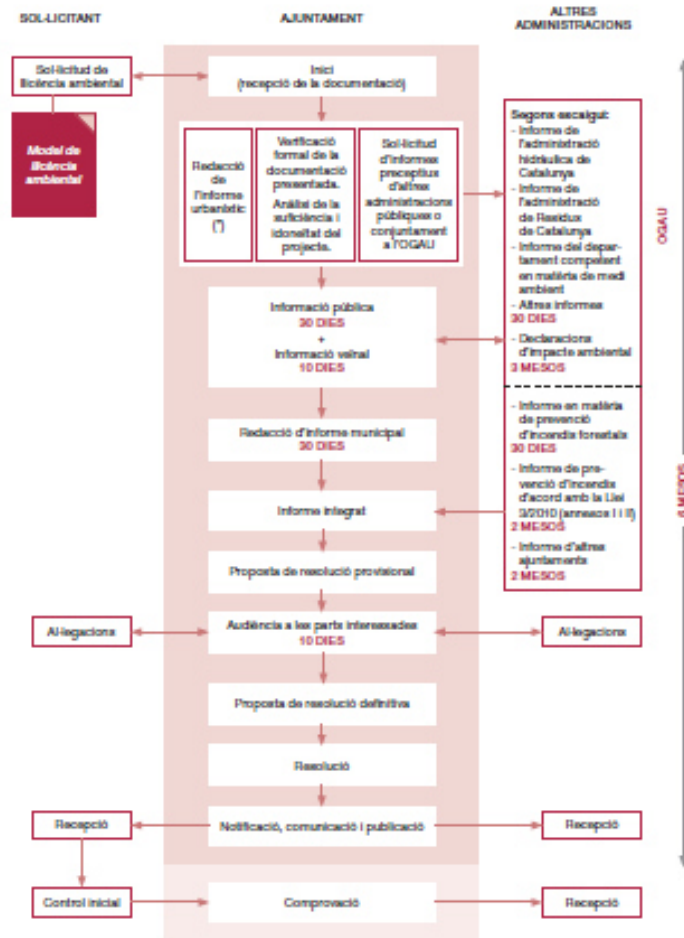 SOL·LICITANT
AJUNTAMENT
ALTRES
ADMINISTRACIONS
Sol·licitud de
llicència ambiental
Inici
(recepció de la documentació)
Model de
llicència
ambiental
Redacció
de
l'informe
urbanístic
(*)
Verificació
formal de la
documentació
presentada.
Anàlisi de la
suficiència i
idoneïtat del
projecte.
Sol·licitud
d'informes
preceptius
d'altres
administracions
públiques o
conjuntament
a l'OGAU
Segons escaigui:
- Informe de
l'administració
hidràulica de
Catalunya
- Informe de
l'administració
de Residus
de Catalunya
- Informe del depar-
tament competent
en matèria de medi
ambient
- Altres informes
30 DIES
- Declaracions
d'impacte ambiental
3 MESOS
- Informe en matèria
de prevenció
d'incendis forestals
30 DIES
- Informe de pre-
venció d'incendis
d'acord amb la Llei
3/2010 (annexos I i II)
2 MESOS
- Informe d'altres
ajuntaments
2 MESOS
OGAU
6 MESOS
Informació pública
30 DIES
+
Informació veïnal
10 DIES
Redacció d'informe municipal
30 DIES
Informe integrat
Proposta de resolució provisional
Al·legacions
Audiència a les parts interessades
10 DIES
Al·legacions
Proposta de resolució definitiva
Resolució
Recepció
Notificació, comunicació i publicació
Recepció
Control inicial
Comprovació
Recepció